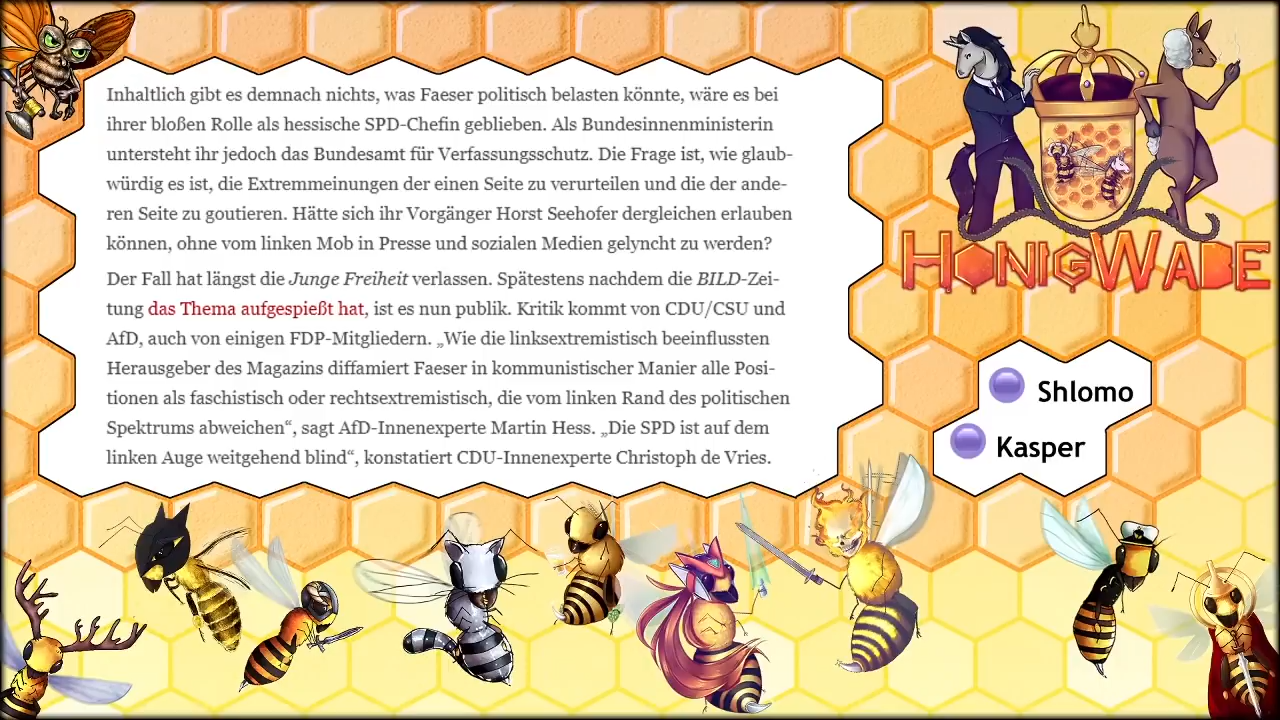 Inhaltlich gibt es demnach nichts, was Faeser politisch belasten könnte, wäre es bei
ihrer bloßen Rolle als hessische SPD-Chefin geblieben. Als Bundesinnenministerin
untersteht ihr jedoch das Bundesamt für Verfassungsschutz. Die Frage ist, wie glaub-
würdig es ist, die Extremmeinungen der einen Seite zu verurteilen und die der ande-
ren Seite zu goutieren. Hätte sich ihr Vorgänger Horst Seehofer dergleichen erlauben
können, ohne vom linken Mob in Presse und sozialen Medien gelyncht zu werden?
Der Fall hat längst die Junge Freiheit verlassen. Spätestens nachdem die BILD-Zei-
tung das Thema aufgespießt hat, ist es nun publik. Kritik kommt von CDU/CSU und
AfD, auch von einigen FDP-Mitgliedern. „Wie die linksextremistisch beeinflussten
Herausgeber des Magazins diffamiert Faeser in kommunistischer Manier alle Posi-
tionen als faschistisch oder rechtsextremistisch, die vom linken Rand des politischen
Spektrums abweichen“, sagt AfD-Innenexperte Martin Hess. „Die SPD ist auf dem
linken Auge weitgehend blind“, konstatiert CDU-Innenexperte Christoph de Vries.
HONIGWABE
Shlomo
Kasper